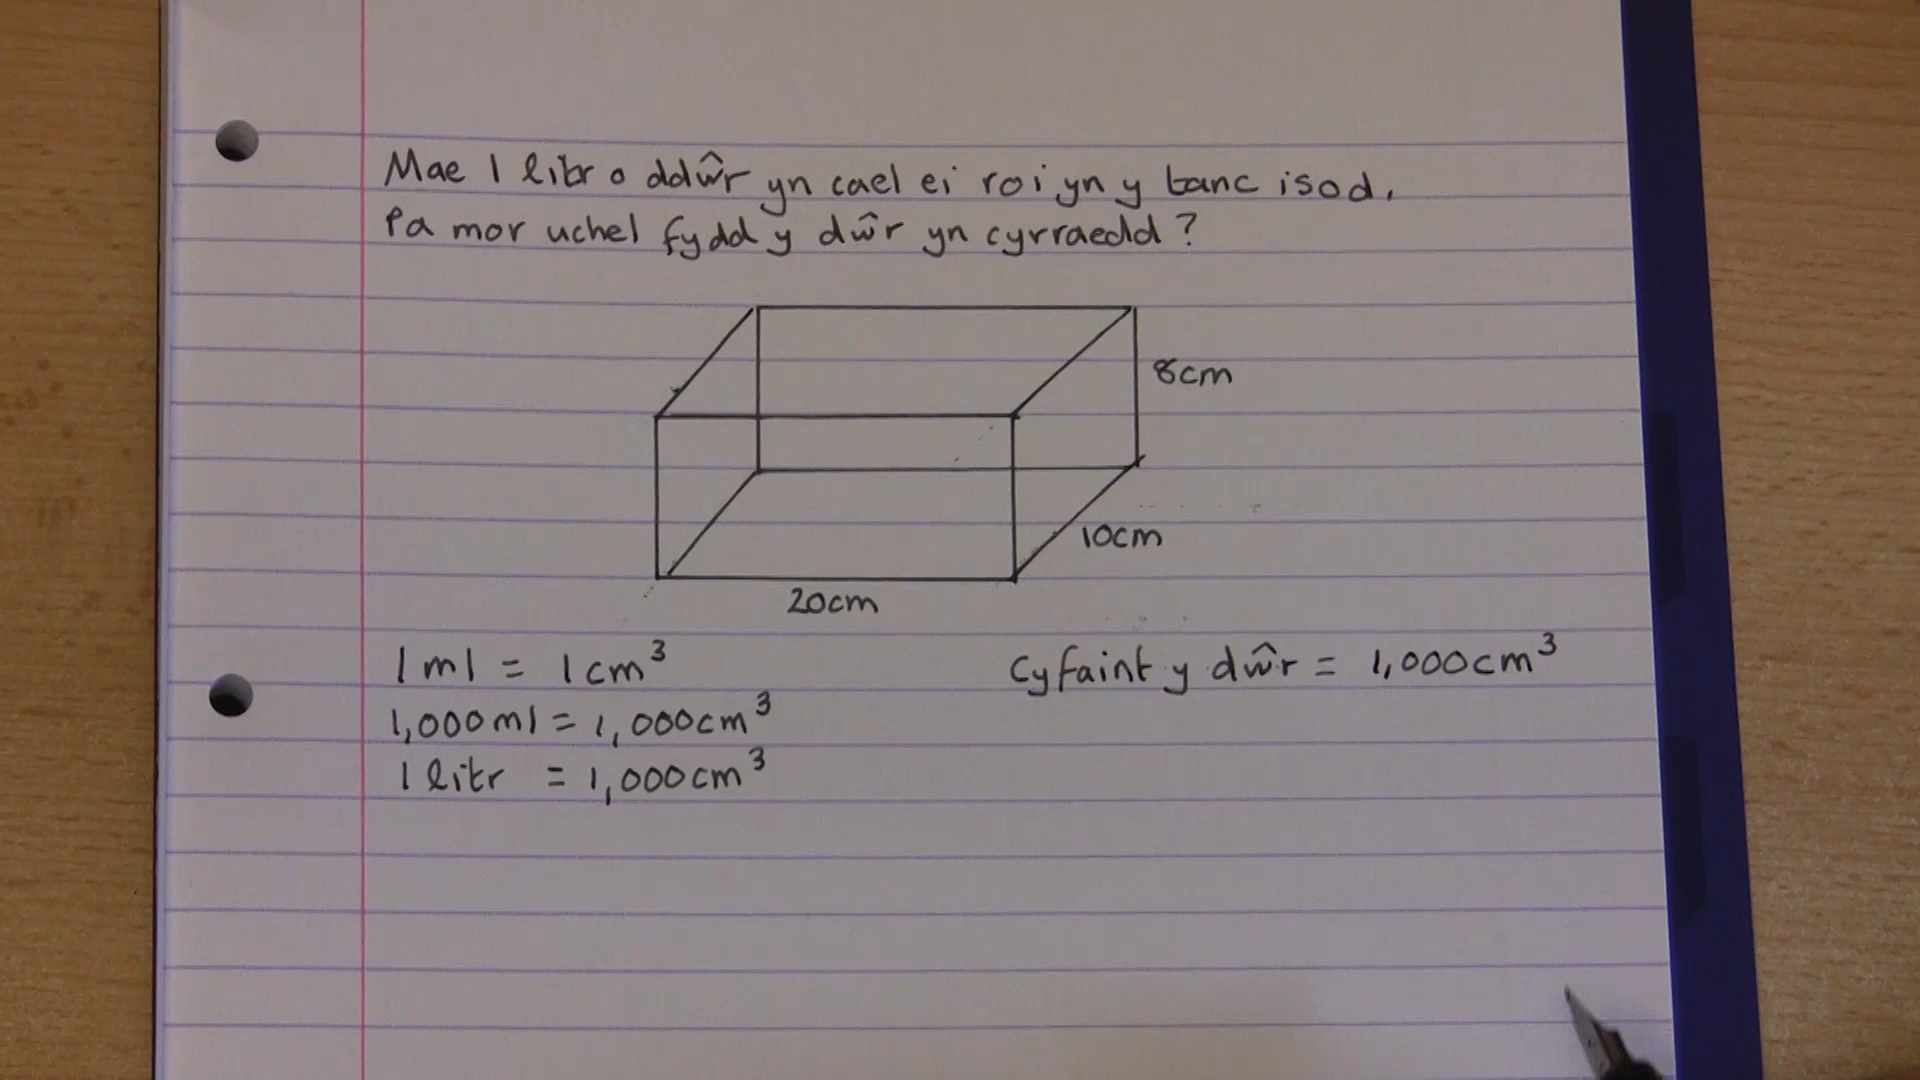 Mae 1 litr o ddŵr yn cael ei roi yn y tanc isod.
Pa mor uchel fydd y dŵr yn cyrraedd?
8cm
10cm
20cm
1ml = 1cm³
Cyfaint y dŵr = 1,000cm³
1,000ml = 1,000cm³
1 litr = 1,000cm³